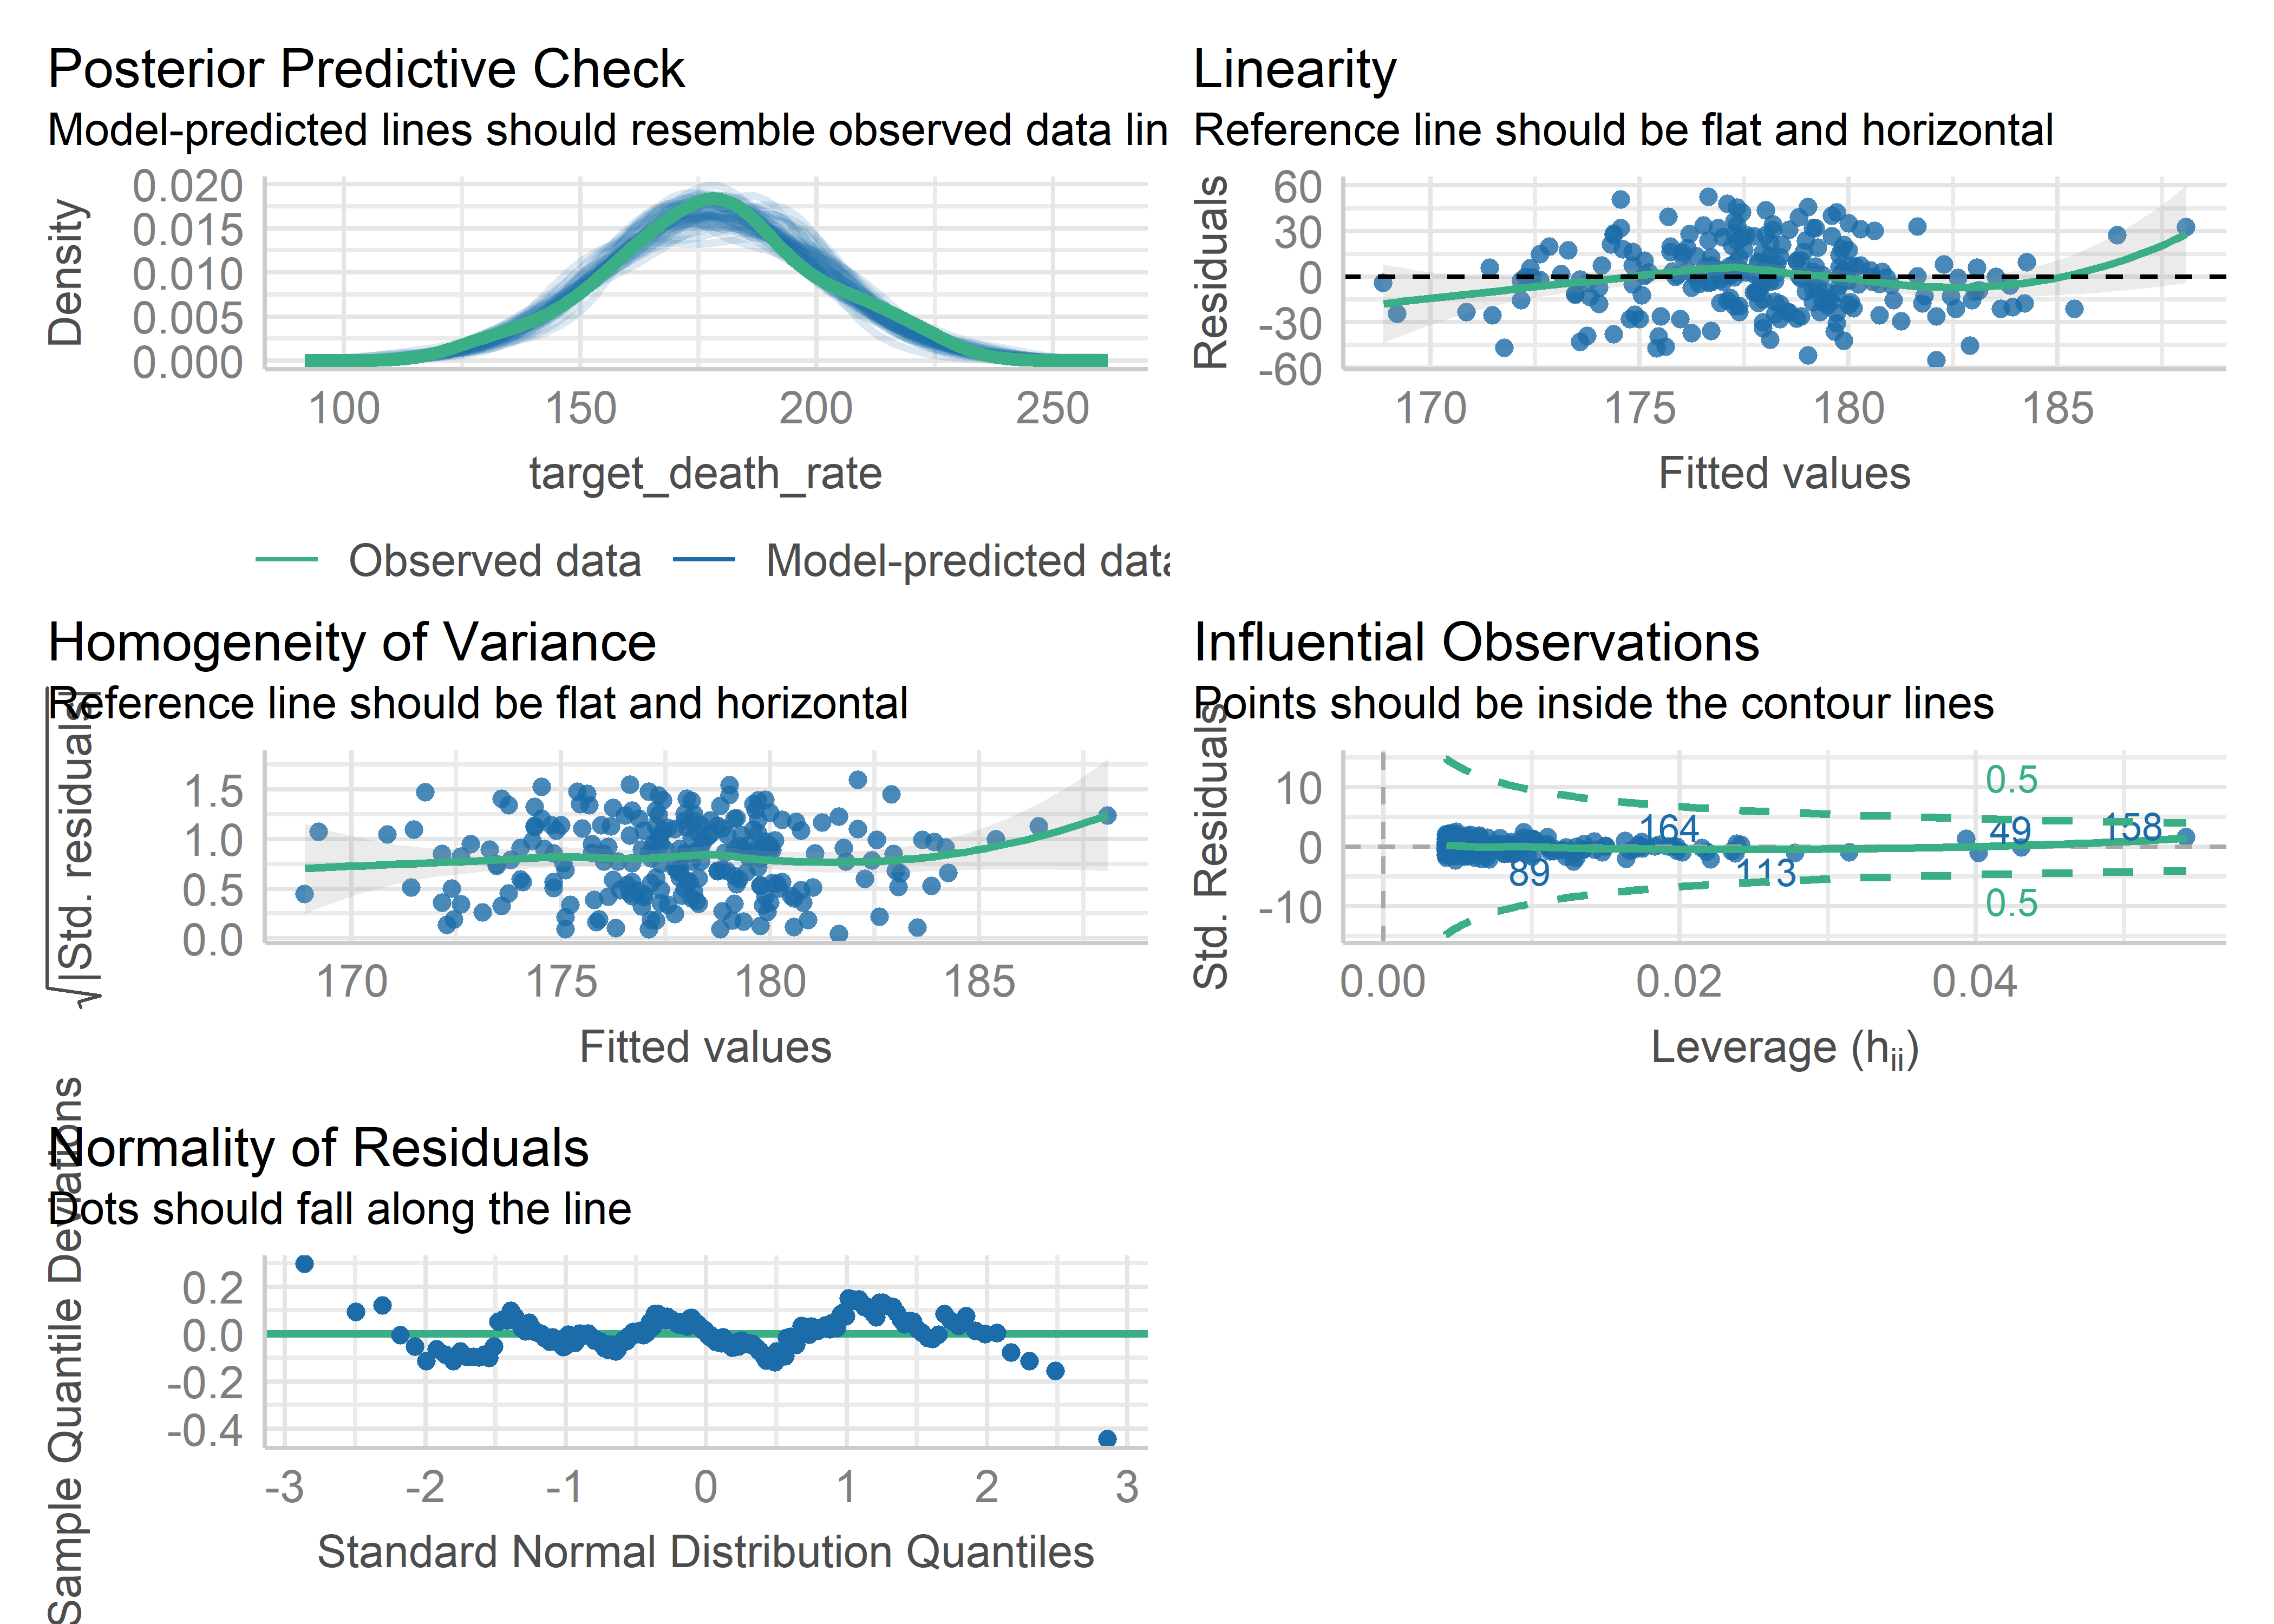 Posterior Predictive Check
Model-predicted lines should resemble observed data lin
Density
0.020
0.015
0.010
0.005
0.000
100 150 200 250
target_death_rate
Observed data Model-predicted data
Linearity
Reference line should be flat and horizontal
Residuals
60
30
0
-30
-60
170 175 180 185
Fitted values
Homogeneity of Variance
Reference line should be flat and horizontal
√|Std. residuals|
1.5
1.0
0.5
0.0
170 175 180 185
Fitted values
Influential Observations
Points should be inside the contour lines
Std. Residuals
10
0
-10
0.5
164 49 158
89 113
0.5
0.00 0.02 0.04
Leverage (hii)
Normality of Residuals
Dots should fall along the line
Sample Quantile Deviations
0.2
0.0
-0.2
-0.4
-3 -2 -1 0 1 2 3
Standard Normal Distribution Quantiles